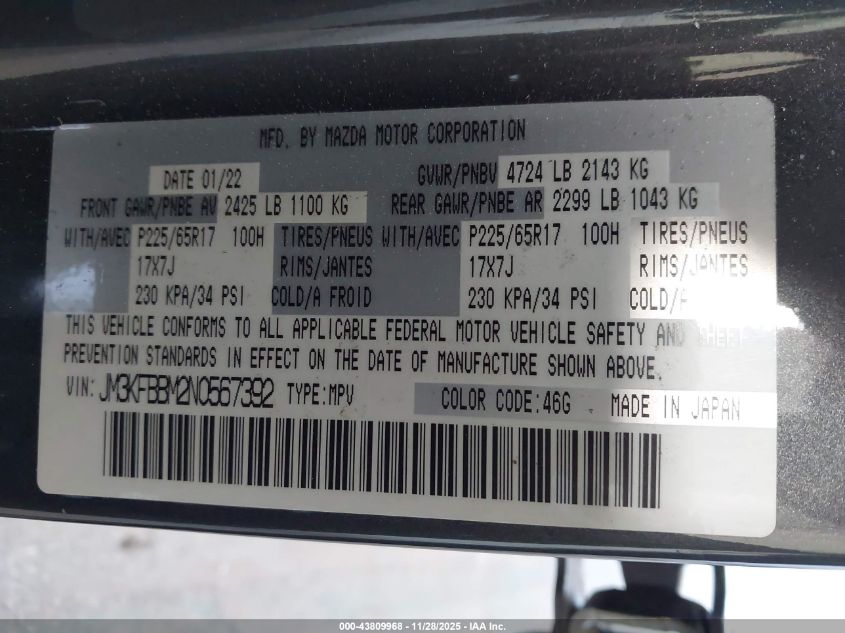 MFD. BY MAZDA MOTOR CORPORATION
DATE 01/22 GVWR/PNBV 4724 LB 2143 KG
FRONT GAWR/PNBE AV 2425 LB 1100 KG REAR GAWR/PNBE AR 2299 LB 1043 KG
WITH/AVEC P225/65R17 100H TIRES/PNEUS WITH/AVEC P225/65R17 100H TIRES/PNEUS
17X7J RIMS/JANTES 17X7J RIMS/JANTES
230 KPA/34 PSI COLD/A FROID 230 KPA/34 PSI COLD/A
THIS VEHICLE CONFORMS TO ALL APPLICABLE FEDERAL MOTOR VEHICLE SAFETY AND THEFT
PREVENTION STANDARDS IN EFFECT ON THE DATE OF MANUFACTURE SHOWN ABOVE.
VIN: JM3KFBBM2N0567392 TYPE:MPV COLOR CODE:46G MADE IN JAPAN
000-43809968 - 11/28/2025 - IAA Inc.